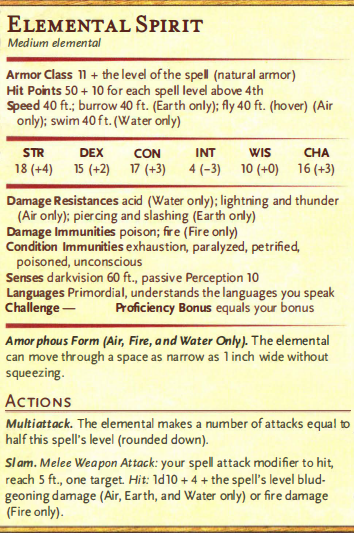 Elemental Spirit
Medium elemental
Armor Class 11 + the level of the spell (natural armor)
Hit Points 50 + 10 for each spell level above 4th
Speed 40 ft.; burrow 40 ft. (Earth only); fly 40 ft. (hover) (Air
only); swim 40 ft. (Water only)
STR DEX CON INT WIS CHA
18 (+4) 15 (+2) 17 (+3) 4 (−3) 10 (+0) 16 (+3)
Damage Resistances acid (Water only); lightning and thunder
(Air only); piercing and slashing (Earth only)
Damage Immunities poison; fire (Fire only)
Condition Immunities exhaustion, paralyzed, petrified,
poisoned, unconscious
Senses darkvision 60 ft., passive Perception 10
Languages Primordial, understands the languages you speak
Challenge — Proficiency Bonus equals your bonus
Amorphous Form (Air, Fire, and Water Only). The elemental
can move through a space as narrow as 1 inch wide without
squeezing.
Actions
Multiattack. The elemental makes a number of attacks equal to
half this spell's level (rounded down).
Slam. Melee Weapon Attack: your spell attack modifier to hit,
reach 5 ft., one target. Hit: 1d10 + 4 + the spell's level blud-
geoning damage (Air, Earth, and Water only) or fire damage
(Fire only).